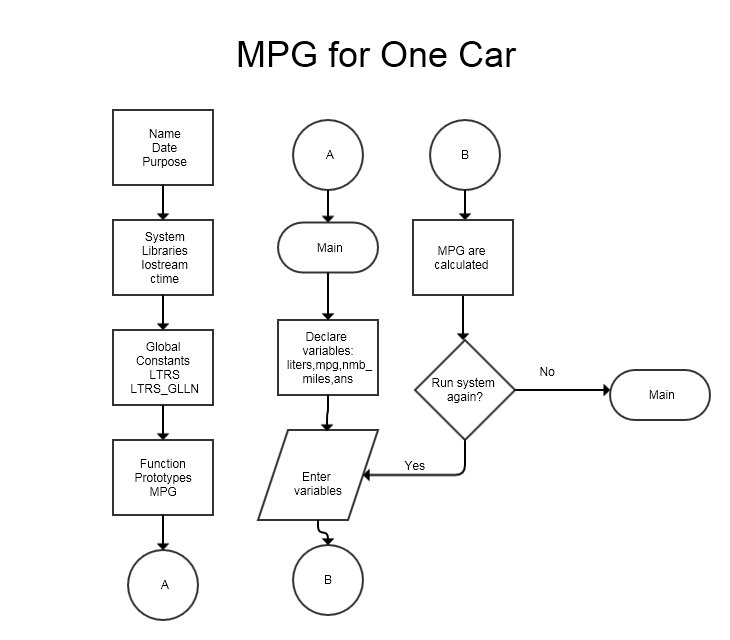 MPG for One Car
Name
Date
Purpose
System
Libraries
Iostream
ctime
Global
Constants
LTRS
LTRS_GLLN
Function
Prototypes
MPG
A
A
Main
Declare
variables:
liters,mpg,nmb_
miles,ans
Enter
variables
B
B
MPG are
calculated
Run system
again?
Yes
No
Main